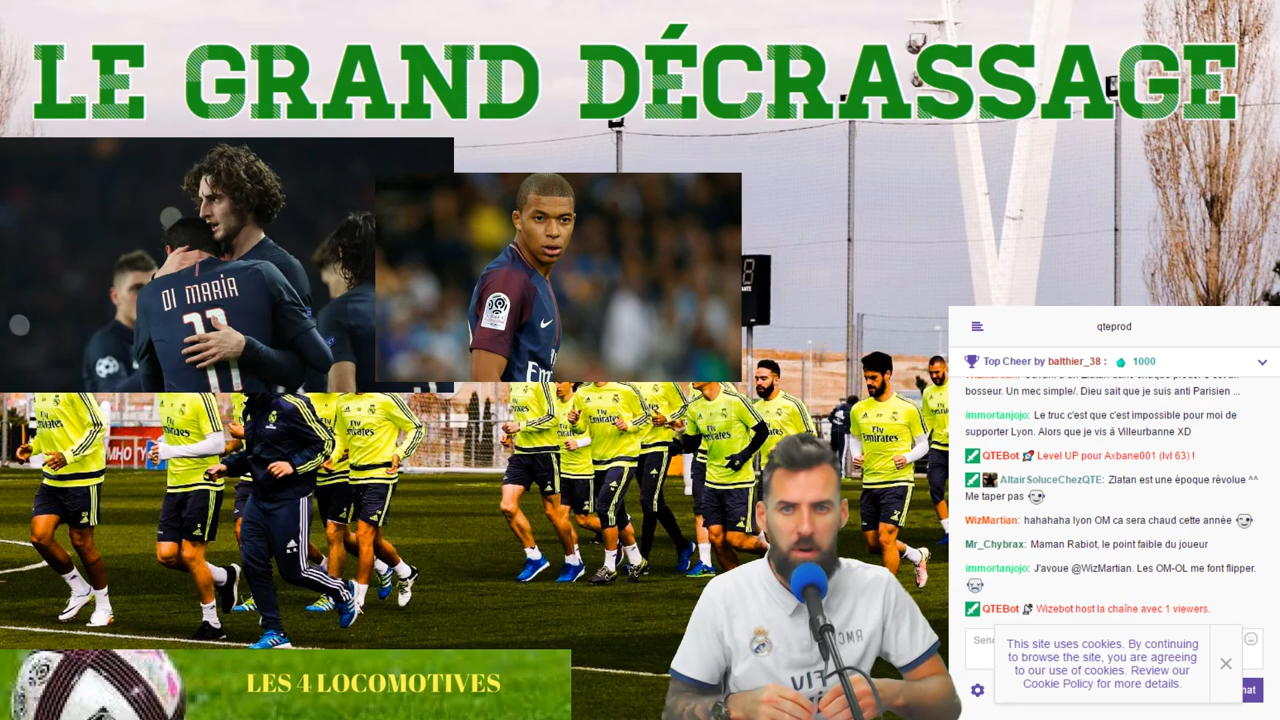 LE GRAND DÉCRASSAGE
DI MARIA
11
Fly
Emirates
qteprod
Top Cheer by balthier_38 : 1000
bosseur. Un mec simple/. Dieu sait que je suis anti Parisien ...
immortanjojo: Le truc c'est que c'est impossible pour moi de
supporter Lyon. Alors que je vis á Villeurbanne XD
QTEBot Level UP pour Axbane001 (lvl 63) !
AltairSoluceChezQTE: Zlatan est une époque révolue ^^
Me taper pas
WizMartian: hahahaha lyon OM ca sera chaud cette année
Mr_Chybrax: Maman Rabiot, le point faible du joueur
immortanjojo: J'avoue @WizMartian. Les OM-OL me font flipper.
QTEBot Wizebot host la chaîne avec 1 viewers.
This site uses cookies. By continuing
to browse the site, you are agreeing
to our use of cookies. Review our
Cookie Policy for more details.
LES 4 LOCOMOTIVES